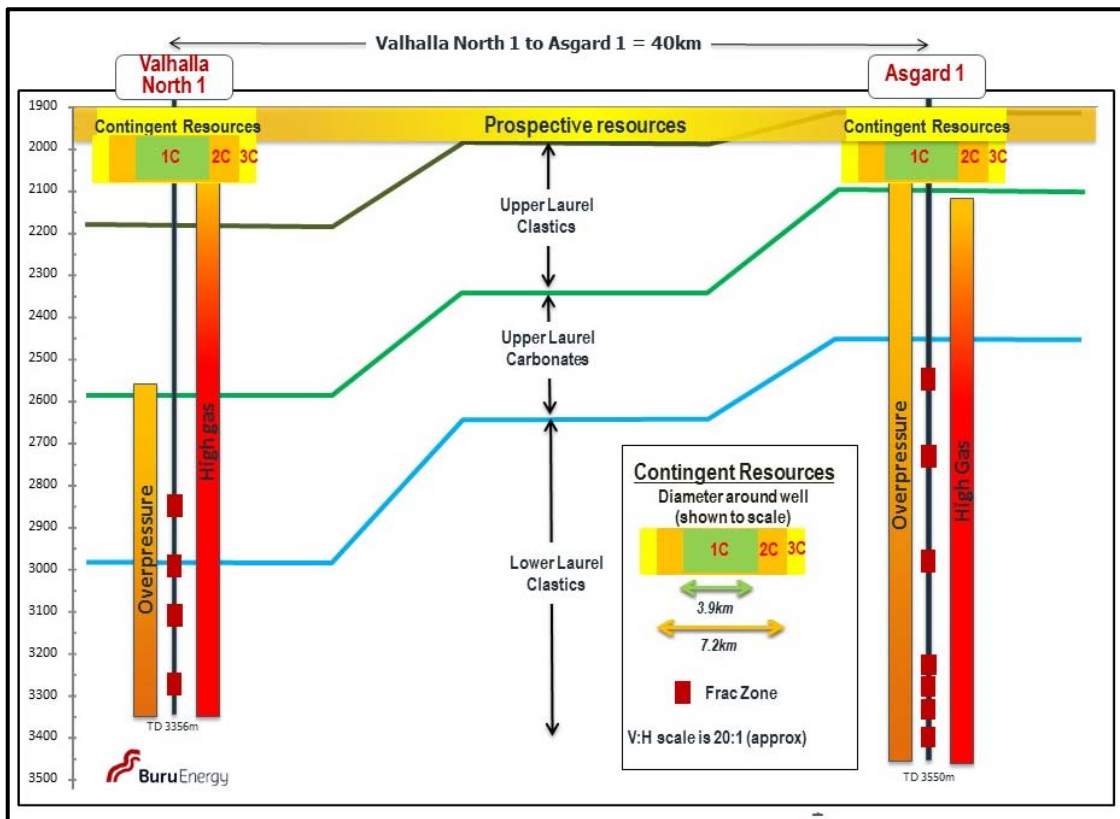 Valhalla North 1 to Asgard 1 = 40km
Valhalla
North 1
Asgard 1
1900
2000
2100
2200
2300
2400
2500
2600
2700
2800
2900
3000
3100
3200
3300
3400
3500
Contingent Resources
1C 2C 3C
Prospective resources
Contingent Resources
1C 2C 3C
Upper Laurel
Clastics
Upper Laurel
Carbonates
Lower Laurel
Clastics
Overpressure
High gas
Overpressure
High Gas
Contingent Resources
Diameter around well
(shown to scale)
1C 2C 3C
3.9km
7.2km
Frac Zone
V:H scale is 20:1 (approx)
TD 3356m
TD 3550m
BuruEnergy